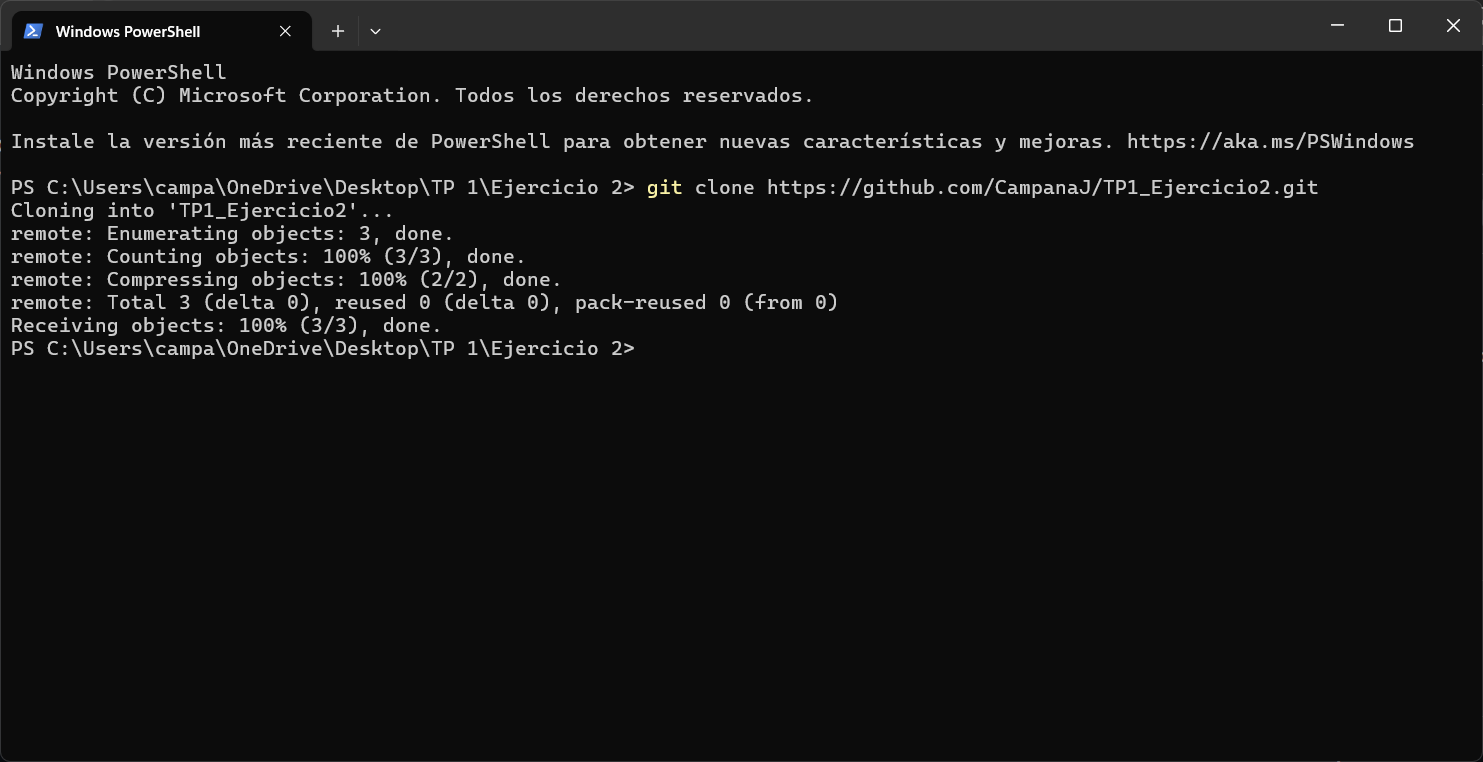 Windows PowerShell
Windows PowerShell
Copyright (C) Microsoft Corporation. Todos los derechos reservados.
Instale la versión más reciente de PowerShell para obtener nuevas características y mejoras. https://aka.ms/PSWindows
PS C:\Users\campa\OneDrive\Desktop\TP 1\Ejercicio 2> git clone https://github.com/CampanaJ/TP1_Ejercicio2.git
Cloning into 'TP1_Ejercicio2'...
remote: Enumerating objects: 3, done.
remote: Counting objects: 100% (3/3), done.
remote: Compressing objects: 100% (2/2), done.
remote: Total 3 (delta 0), reused 0 (delta 0), pack-reused 0 (from 0)
Receiving objects: 100% (3/3), done.
PS C:\Users\campa\OneDrive\Desktop\TP 1\Ejercicio 2>